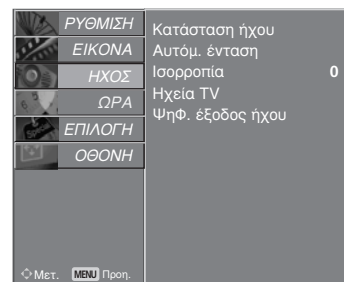 ΡΥΘΜΙΣΗ
ΕΙΚΟΝΑ
ΗΧΟΣ
ΩΡΑ
ΕΠΙΛΟΓΗ
ΟΘΟΝΗ
Μετ. MENU Προη.
Κατάσταση ήχου
Αυτόμ. ένταση
Ισορροπία 0
Ηχεία TV
ΨηΦ. έξοδος ήχου